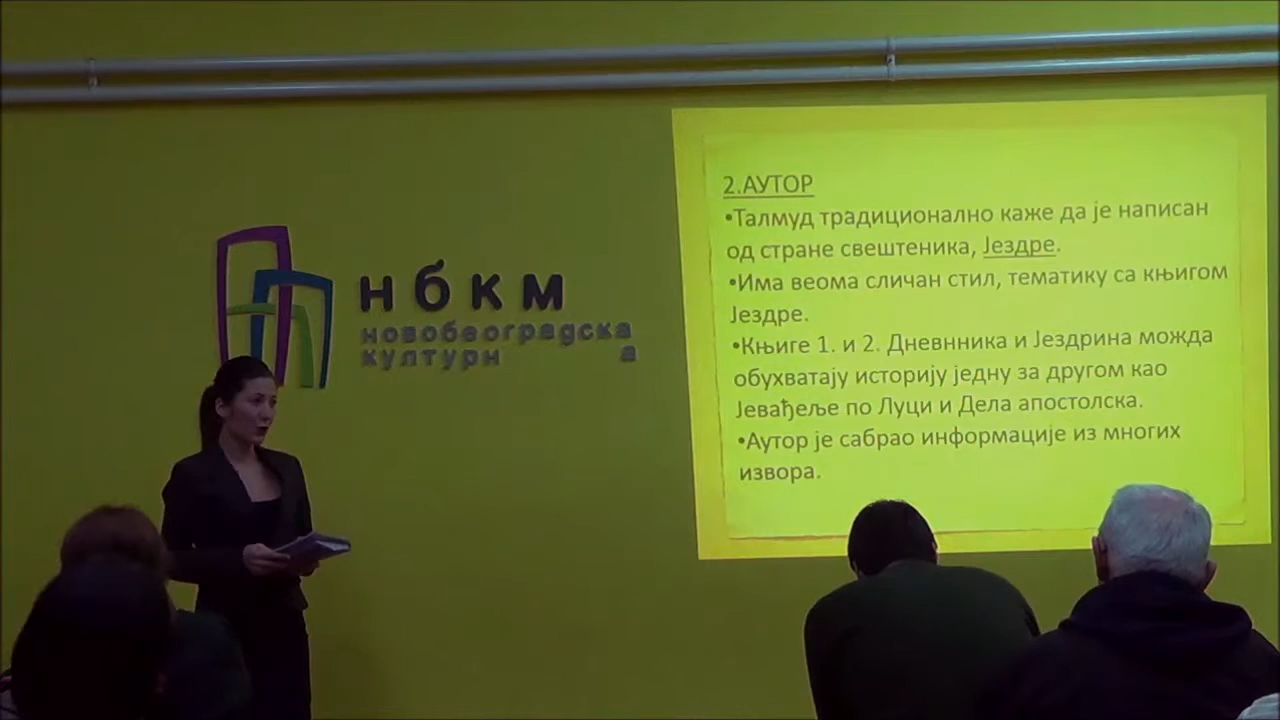 нбкм
новобеоградска
културн а
2.АУТОР
•Талмуд традиционално каже да је написан
од стране свештеника, Јездре.
•Има веома сличан стил, тематику са књигом
Јездре.
•Књиге 1. и 2. Дневнника и Јездрина можда
обухватају историју једну за другом као
Јевађеље по Луци и Дела апостолска.
•Аутор је сабрао информације из многих
извора.